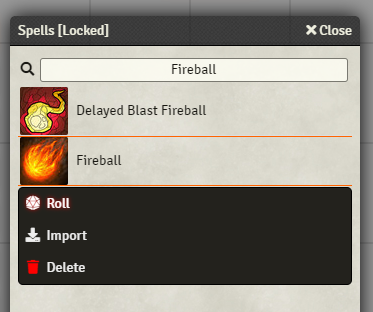 Spells [Locked]
Close
Fireball
Delayed Blast Fireball
Fireball
Roll
Import
Delete